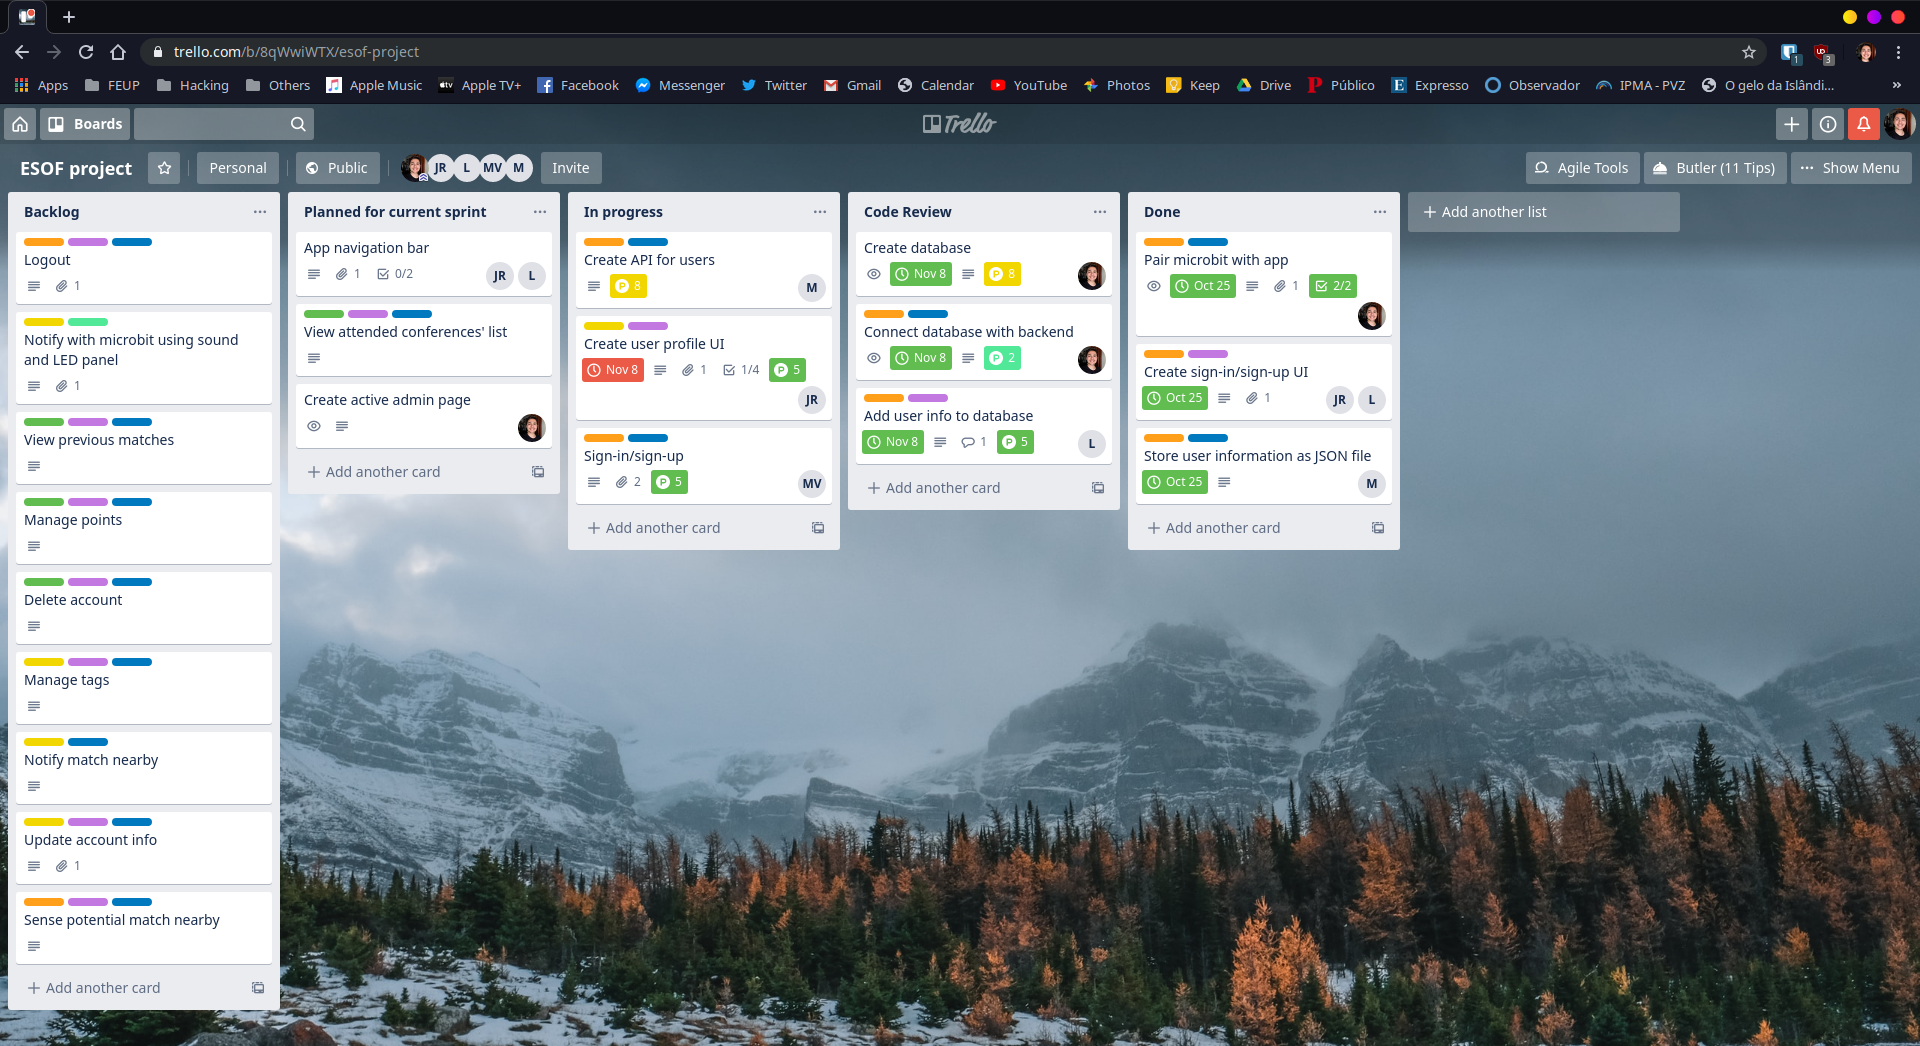 trello.com/b/8qWwiWTX/esof-project
1
3
Apps
FEUP
Hacking
Others
Apple Music
Apple TV+
Facebook
Messenger
Twitter
Gmail
Calendar
YouTube
Photos
Keep
Drive
Público
Expresso
Observador
IPMA - PVZ
O gelo da Islândi...
»
Boards
Trello
ESOF project
Personal
Public
JR
L
MV
M
Invite
Agile Tools
Butler (11 Tips)
Show Menu
Backlog
Logout
1
Notify with microbit using sound
and LED panel
1
View previous matches
Manage points
Delete account
Manage tags
Notify match nearby
Update account info
1
Sense potential match nearby
+ Add another card
Planned for current sprint
App navigation bar
1
0/2
JR
L
View attended conferences' list
Create active admin page
+ Add another card
In progress
Create API for users
P 8
M
Create user profile UI
Nov 8
1
1/4
P 5
JR
Sign-in/sign-up
2
P 5
MV
+ Add another card
Code Review
Create database
Nov 8
P 8
Connect database with backend
Nov 8
P 2
Add user info to database
Nov 8
1
P 5
L
+ Add another card
Done
Pair microbit with app
Oct 25
1
2/2
Create sign-in/sign-up UI
Oct 25
1
JR
L
Store user information as JSON file
Oct 25
M
+ Add another card
+ Add another list